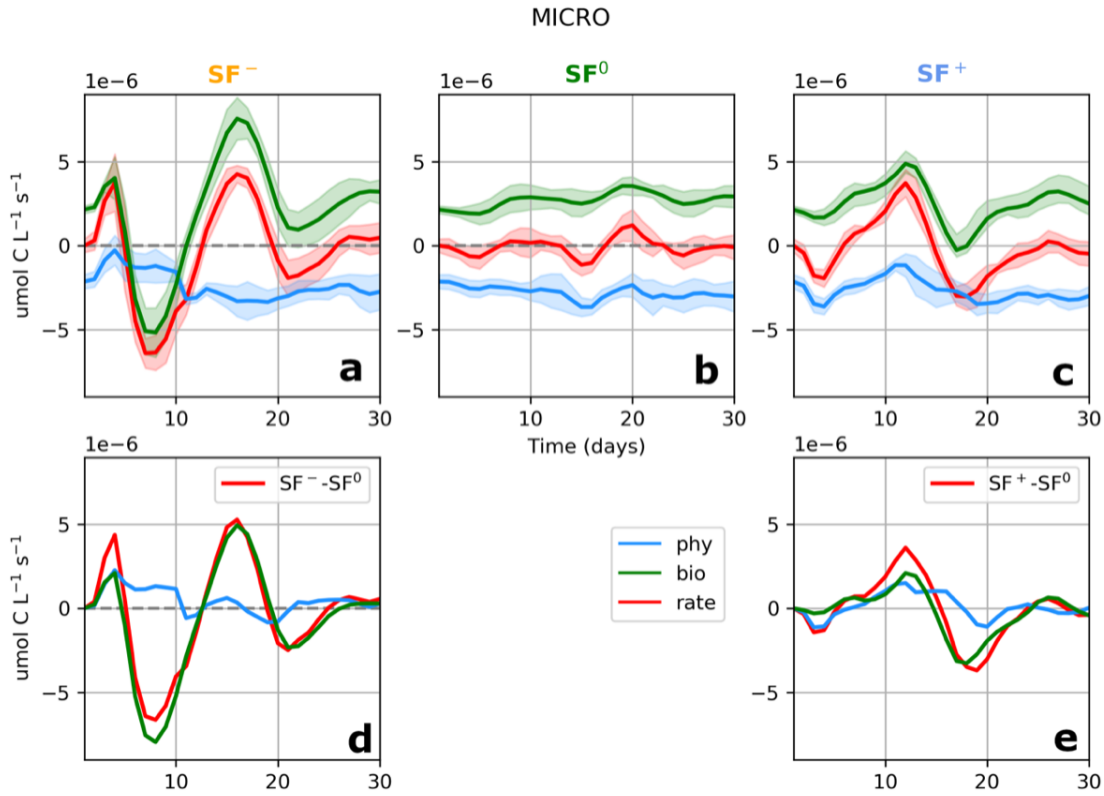 MICRO
SF⁻ SF⁰ SF⁺
1e−6 1e−6 1e−6
umol C L⁻¹ s⁻¹
5 5 5
0 0 0
−5 −5 −5
a b c
10 20 30 10 20 30 10 20 30
Time (days)
1e−6 1e−6
umol C L⁻¹ s⁻¹
SF⁻-SF⁰ SF⁺-SF⁰
5 5
0 0
−5 −5
phy
bio
rate
d e
10 20 30 10 20 30